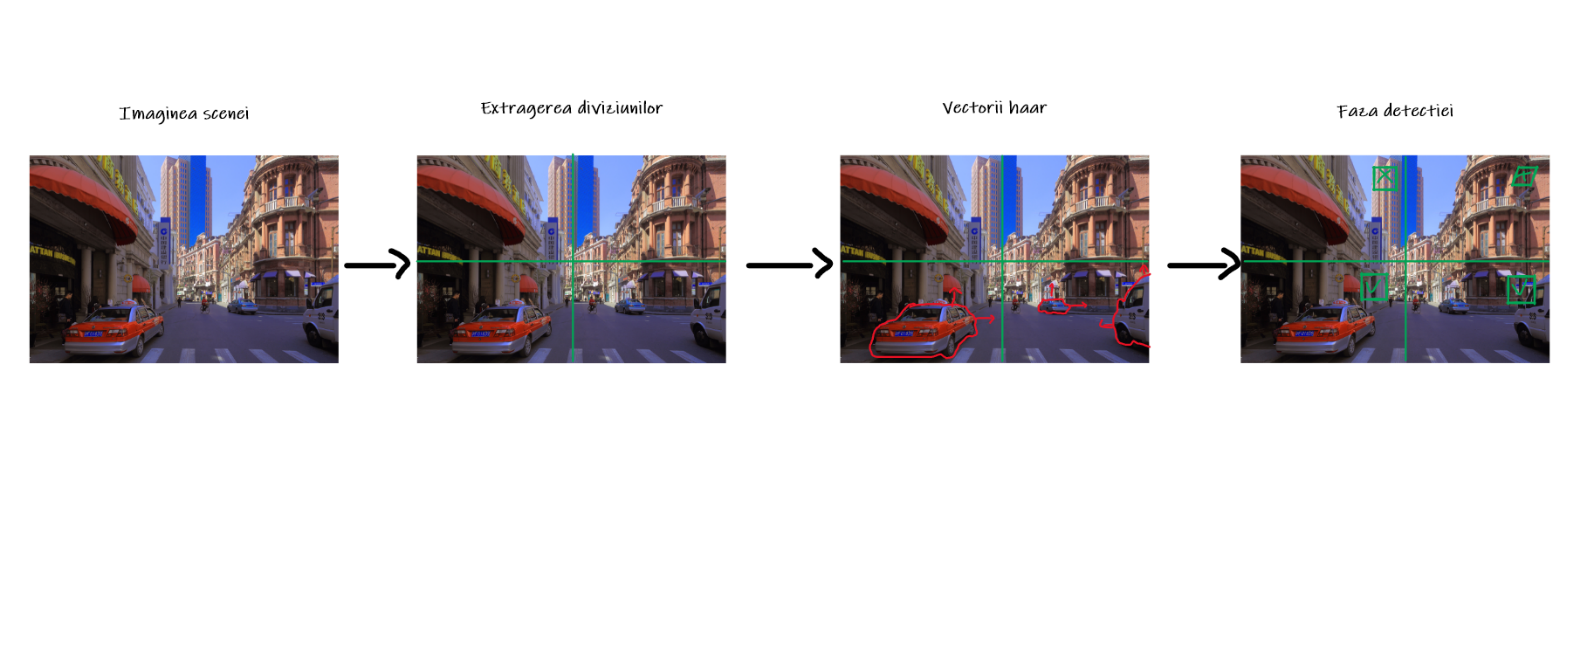 Imaginea scenei
Extragerea diviziunilor
Vectorii haar
Faza detectiei